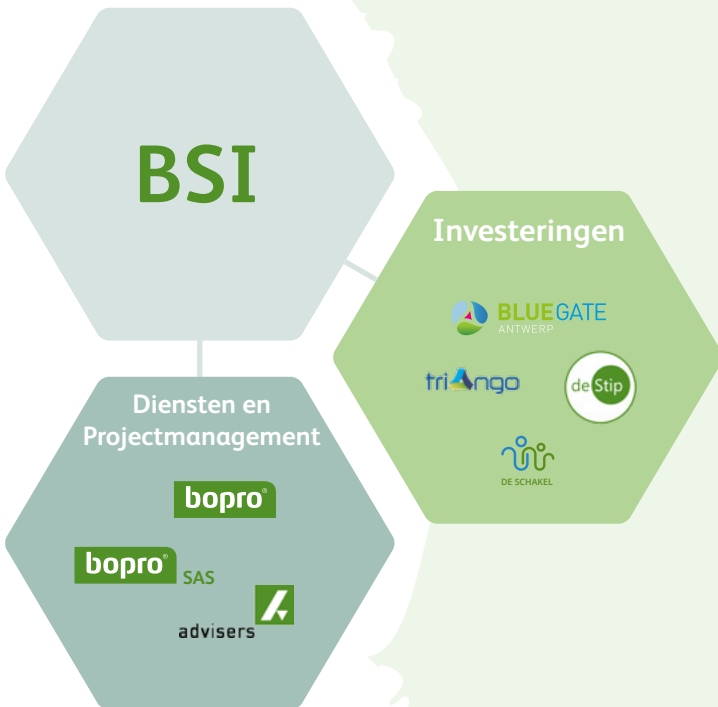 BSI
Investeringen
BLUEGATE
ANTWERP
triAngo
de Stip
DE SCHAKEL
Diensten en
Projectmanagement
bopro®
bopro®
SAS
advisers